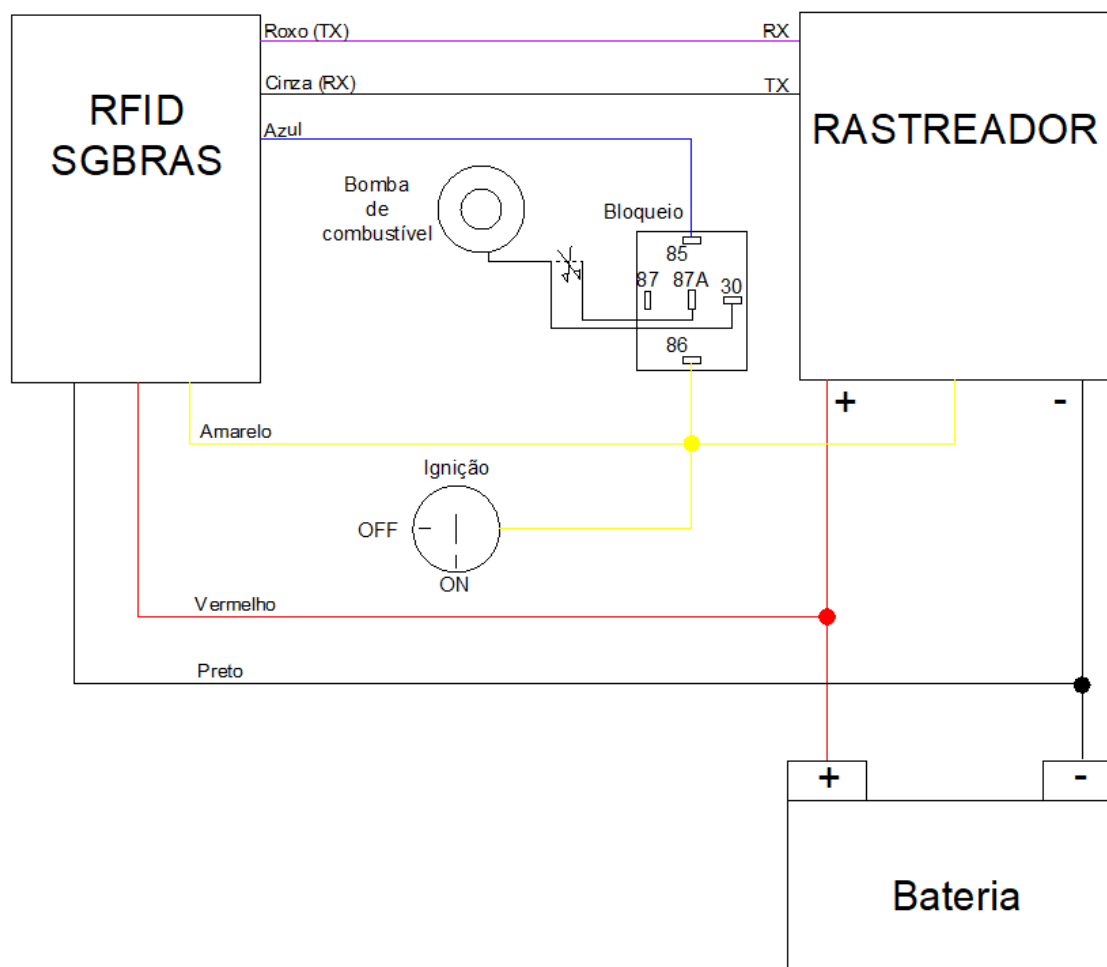 Roxo (TX)
RX
Cinza (RX)
TX
RFID
SGBRAS
RASTREADOR
Azul
Bomba
de
combustível
Bloqueio
85
87
87A
30
86
+
-
Amarelo
Ignição
OFF
ON
Vermelho
Preto
+
-
Bateria